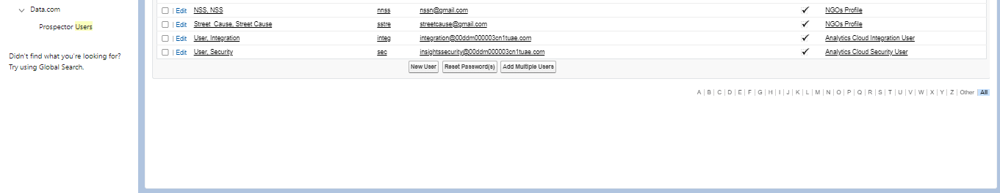 Data.com
Prospector Users
Didn't find what you're looking for?
Try using Global Search.
| Edit NSS, NSS nnss nssn@gmail.com NGOs Profile
| Edit Street Cause, Street Cause sstre streetcause@gmail.com NGOs Profile
| Edit User, Integration integ integration@00ddm000003cn1tuae.com Analytics Cloud Integration User
| Edit User, Security sec insightssecurity@00ddm000003cn1tuae.com Analytics Cloud Security User
New User Reset Password(s) Add Multiple Users
A | B | C | D | E | F | G | H | I | J | K | L | M | N | O | P | Q | R | S | T | U | V | W | X | Y | Z | Other All